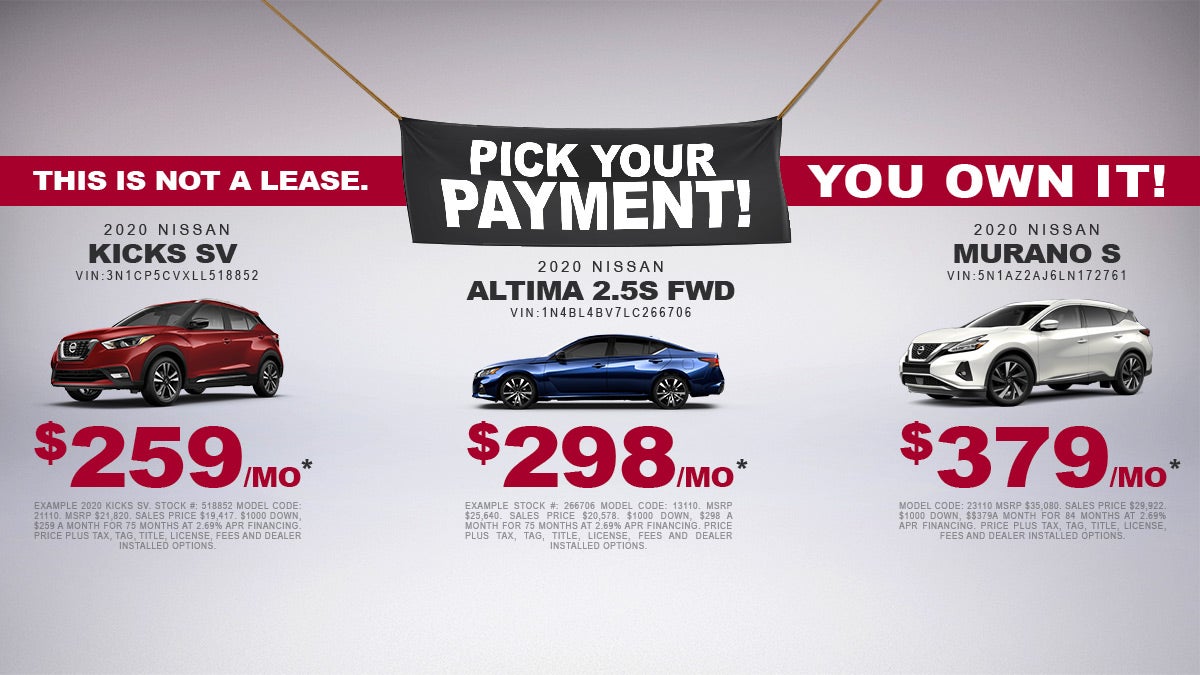 PICK YOUR
PAYMENT!
THIS IS NOT A LEASE.
YOU OWN IT!
2020 NISSAN
KICKS SV
VIN:3N1CP5CVXLL518852
$259/MO*
EXAMPLE 2020 KICKS SV. STOCK #: 518852 MODEL CODE:
21110. MSRP $21,820. SALES PRICE $19,417. $1000 DOWN,
$259 A MONTH FOR 75 MONTHS AT 2.69% APR FINANCING.
PRICE PLUS TAX, TAG, TITLE, LICENSE, FEES AND DEALER
INSTALLED OPTIONS.
2020 NISSAN
ALTIMA 2.5S FWD
VIN:1N4BL4BV7LC266706
$298/MO*
EXAMPLE STOCK #: 266706 MODEL CODE: 13110. MSRP
$25,640. SALES PRICE $20,578. $1000 DOWN, $298 A
MONTH FOR 75 MONTHS AT 2.69% APR FINANCING. PRICE
PLUS TAX, TAG, TITLE, LICENSE, FEES AND DEALER
INSTALLED OPTIONS.
2020 NISSAN
MURANO S
VIN:5N1AZ2AJ6LN172761
$379/MO*
MODEL CODE: 23110 MSRP $35,080. SALES PRICE $29,922.
$1000 DOWN, $379A MONTH FOR 84 MONTHS AT 2.69%
APR FINANCING. PRICE PLUS TAX, TAG, TITLE, LICENSE,
FEES AND DEALER INSTALLED OPTIONS.